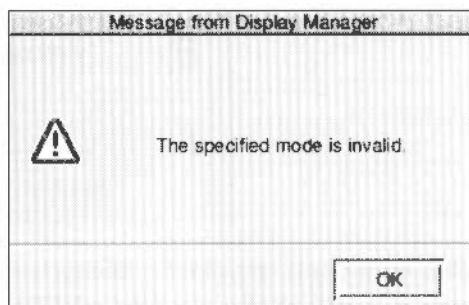 Message from Display Manager
The specified mode is invalid.
OK